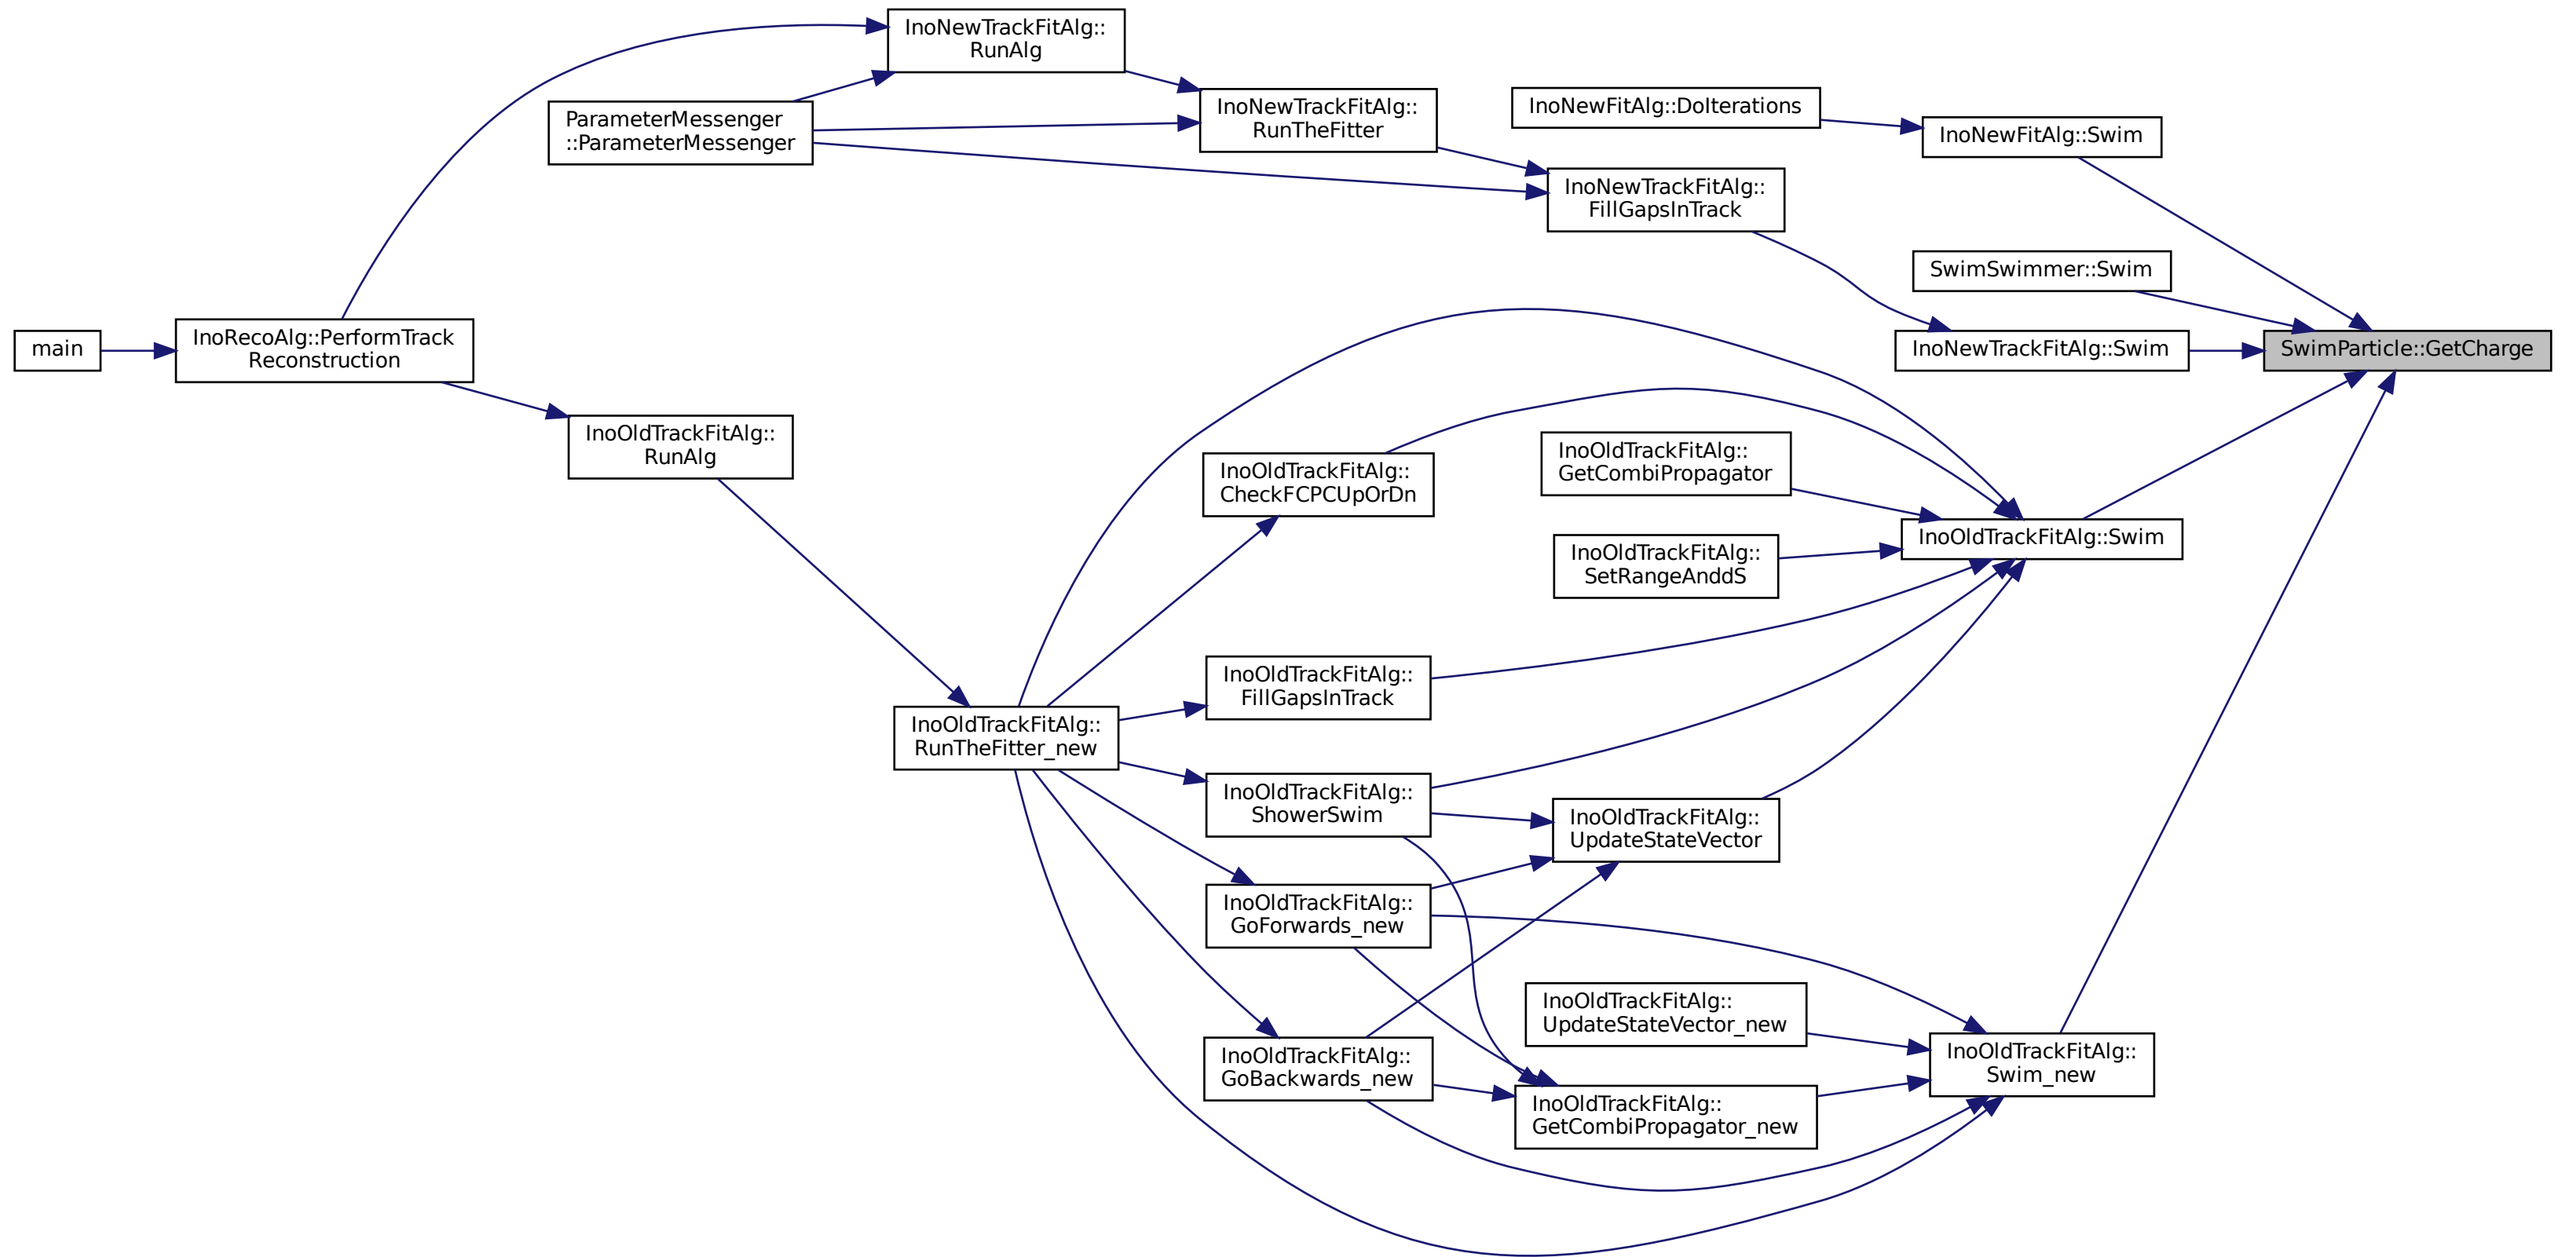 InoNewTrackFitAlg::
RunAlg
ParameterMessenger
::ParameterMessenger
InoNewTrackFitAlg::
RunTheFitter
InoNewFitAlg::DoIterations
InoNewFitAlg::Swim
InoNewTrackFitAlg::
FillGapsInTrack
SwimSwimmer::Swim
main
InoRecoAlg::PerformTrack
Reconstruction
InoNewTrackFitAlg::Swim
SwimParticle::GetCharge
InoOldTrackFitAlg::
RunAlg
InoOldTrackFitAlg::
CheckFCPCUpOrDn
InoOldTrackFitAlg::
GetCombiPropagator
InoOldTrackFitAlg::Swim
InoOldTrackFitAlg::
SetRangeAnddS
InoOldTrackFitAlg::
FillGapsInTrack
InoOldTrackFitAlg::
RunTheFitter_new
InoOldTrackFitAlg::
ShowerSwim
InoOldTrackFitAlg::
UpdateStateVector
InoOldTrackFitAlg::
GoForwards_new
InoOldTrackFitAlg::
UpdateStateVector_new
InoOldTrackFitAlg::
GoBackwards_new
InoOldTrackFitAlg::
Swim_new
InoOldTrackFitAlg::
GetCombiPropagator_new